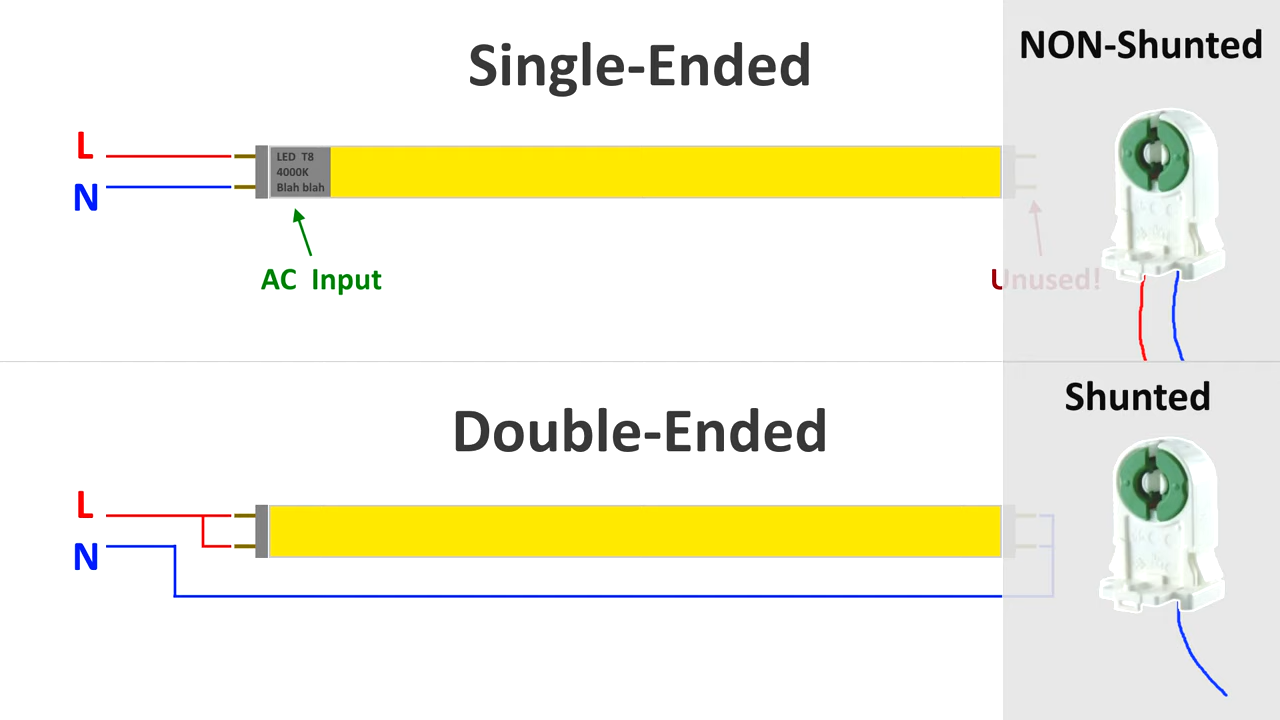 Single-Ended
NON-Shunted
L
N
LED T8
4000K
Blah blah
AC Input
Unused!
Double-Ended
Shunted
L
N